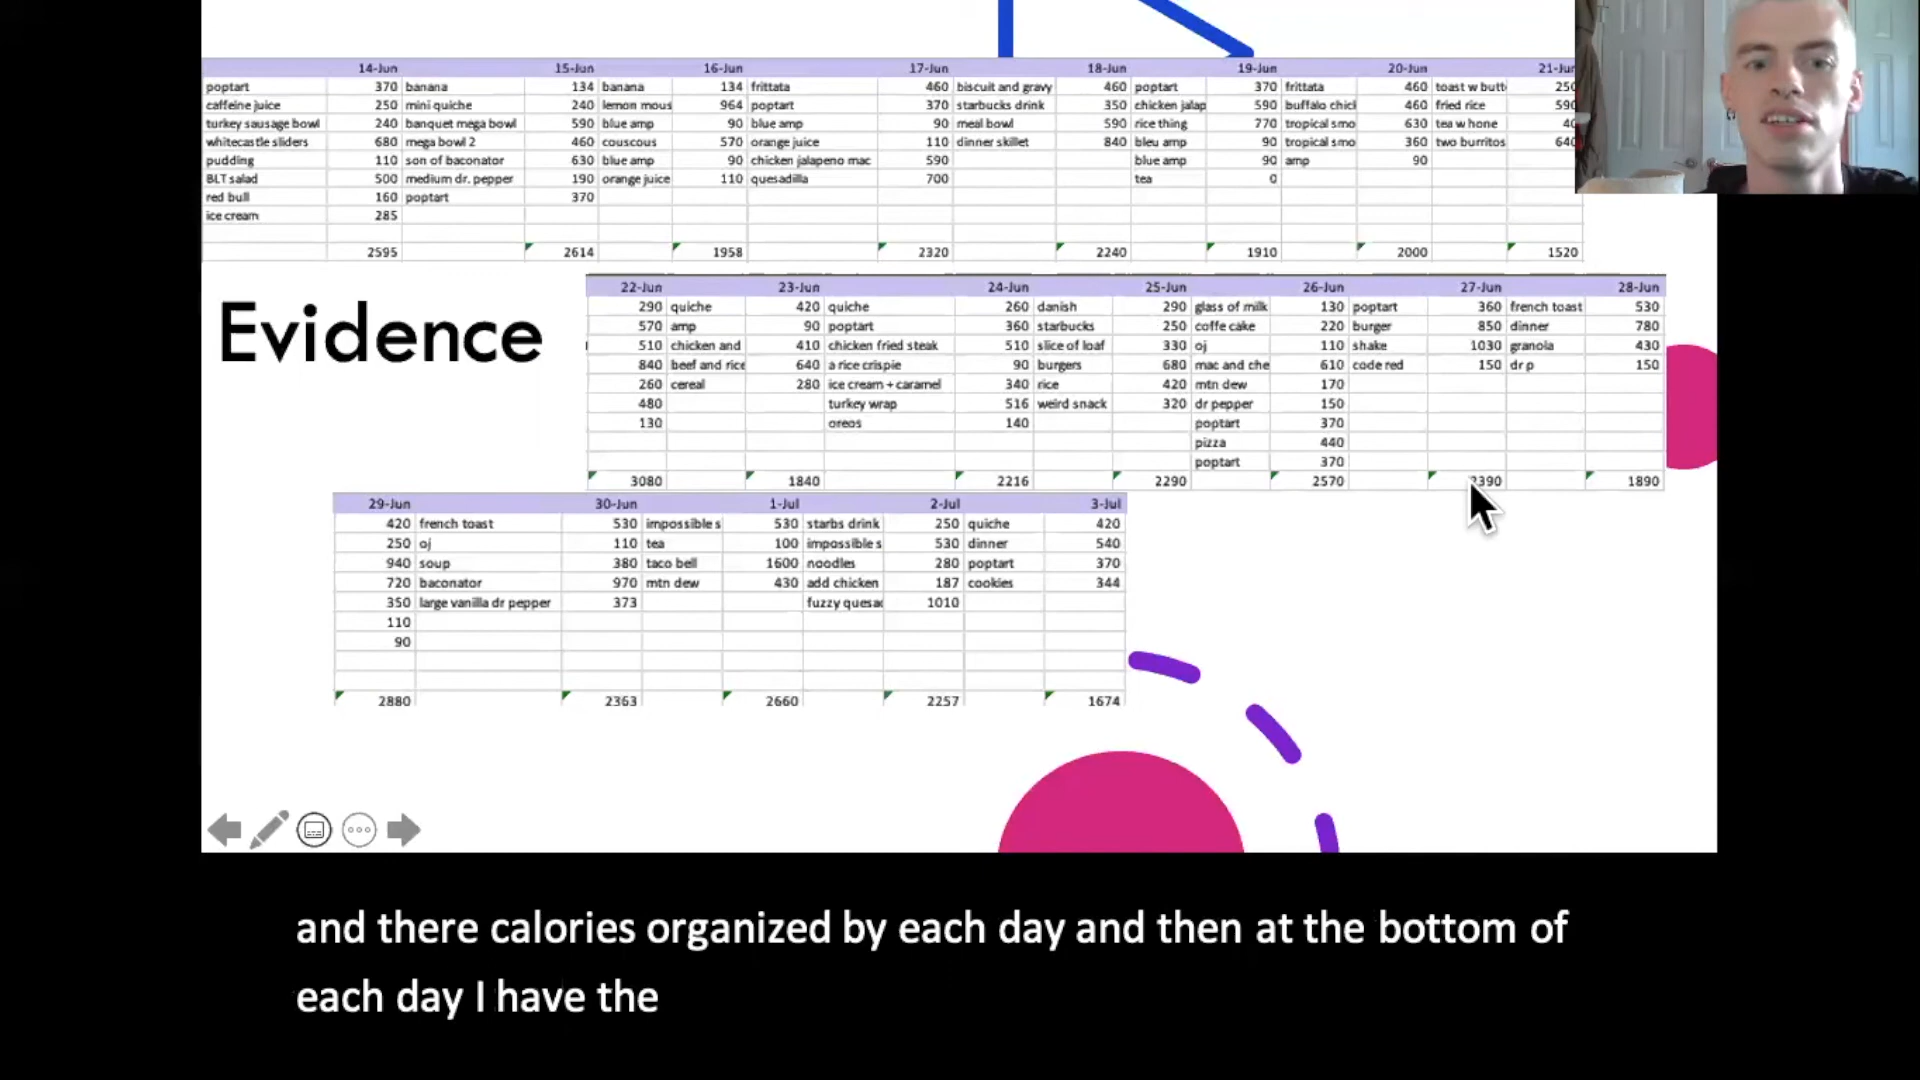 14-Jun 15-Jun 16-Jun 17-Jun 18-Jun 19-Jun 20-Jun 21-Jun
poptart 370 banana 134 banana 134 frittata 460 biscuit and gravy 460 poptart 370 frittata 460 toast w butt 250
caffeine juice 250 mini quiche 240 lemon mous 964 poptart 370 starbucks drink 350 chicken jalap 590 buffalo chicl 460 fried rice 590
turkey sausage bowl 240 banquet mega bowl 590 blue amp 90 blue amp 90 meal bowl 590 rice thing 770 tropical smo 630 tea w hone 40
whitecastle sliders 680 mega bowl 2 460 couscous 570 orange juice 110 dinner skillet 840 bleu amp 90 tropical smo 360 two burritos 640
pudding 110 son of baconator 630 blue amp 90 chicken jalapeno mac 590 blue amp 90 amp 90
BLT salad 500 medium dr. pepper 190 orange juice 110 quesadilla 700 tea 0
red bull 160 poptart 370
ice cream 285
2595 2614 1958 2320 2240 1910 2000 1520
Evidence
22-Jun 23-Jun 24-Jun 25-Jun 26-Jun 27-Jun 28-Jun
290 quiche 420 quiche 260 danish 290 glass of milk 130 poptart 360 french toast 530
570 amp 90 poptart 360 starbucks 250 coffe cake 220 burger 850 dinner 780
510 chicken and 410 chicken fried steak 510 slice of loaf 330 oj 110 shake 1030 granola 430
840 beef and rice 640 a rice crispie 90 burgers 680 mac and che 610 code red 150 dr p 150
260 cereal 280 ice cream + caramel 340 rice 420 mtn dew 170
480 turkey wrap 516 weird snack 320 dr pepper 150
130 oreos 140 poptart 370
pizza 440
poptart 370
3080 1840 2216 2290 2570 2390 1890
29-Jun 30-Jun 1-Jul 2-Jul 3-Jul
420 french toast 530 impossible s 530 starbs drink 250 quiche 420
250 oj 110 tea 100 impossible s 530 dinner 540
940 soup 380 taco bell 1600 noodles 280 poptart 370
720 baconator 970 mtn dew 430 add chicken 187 cookies 344
350 large vanilla dr pepper 373 fuzzy quesa 1010
110
90
2880 2363 2660 2257 1674
and there calories organized by each day and then at the bottom of
each day I have the